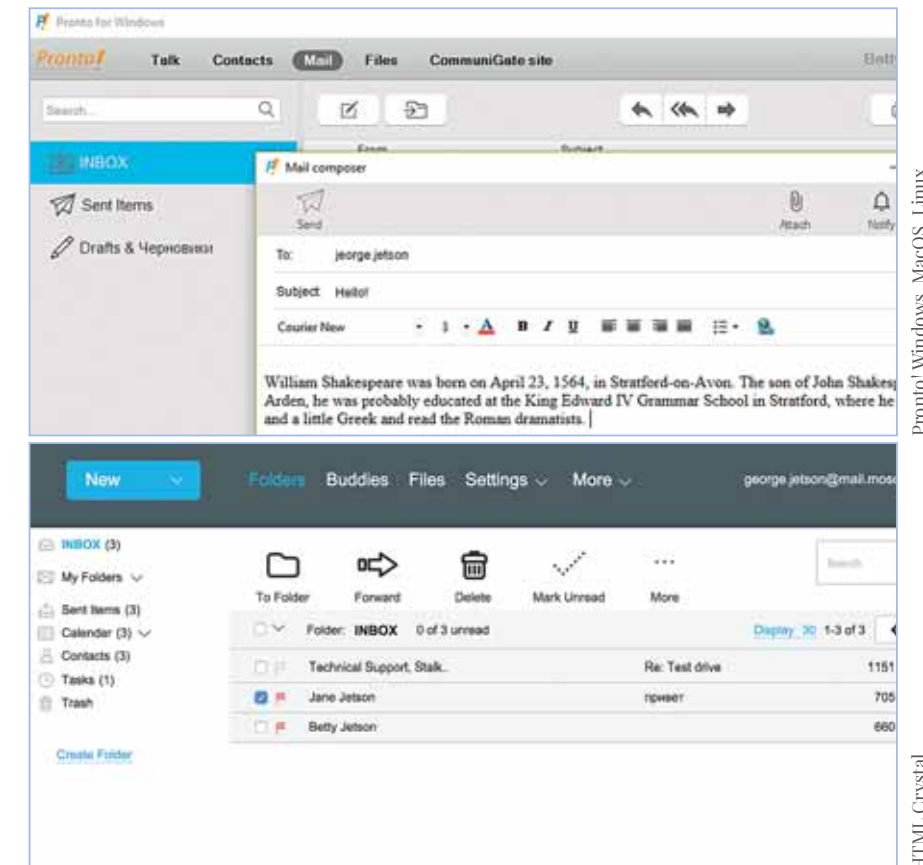 Pronto for Windows
Pronto!
Talk Contacts Mail Files CommuniGate site
Search...
INBOX
From Subject
Mail composer
Sent Items
Send Attach Notify
Drafts & Черновики
To: jeorge.jetson
Subject: Hello!
Courier New B I U
William Shakespeare was born on April 23, 1564, in Stratford-on-Avon. The son of John
Arden, he was probably educated at the King Edward IV Grammar School in Stratford, where he
and a little Greek and read the Roman dramatists.
Pronto! Windows, MacOS, Linux
New Folders Buddies Files Settings More george.jetson@mail.mosc
INBOX (3)
My Folders
Sent Items (3)
Calendar (3)
Contacts (3)
Tasks (1)
Trash
Create Folder
To Folder Forward Delete Mark Unread More
Search
Folder: INBOX 0 of 3 unread Display 30 1-3 of 3
Technical Support, Stalk... Re: Test drive 1151
Jane Jetson привет 705
Betty Jetson 660
HTML Crystal